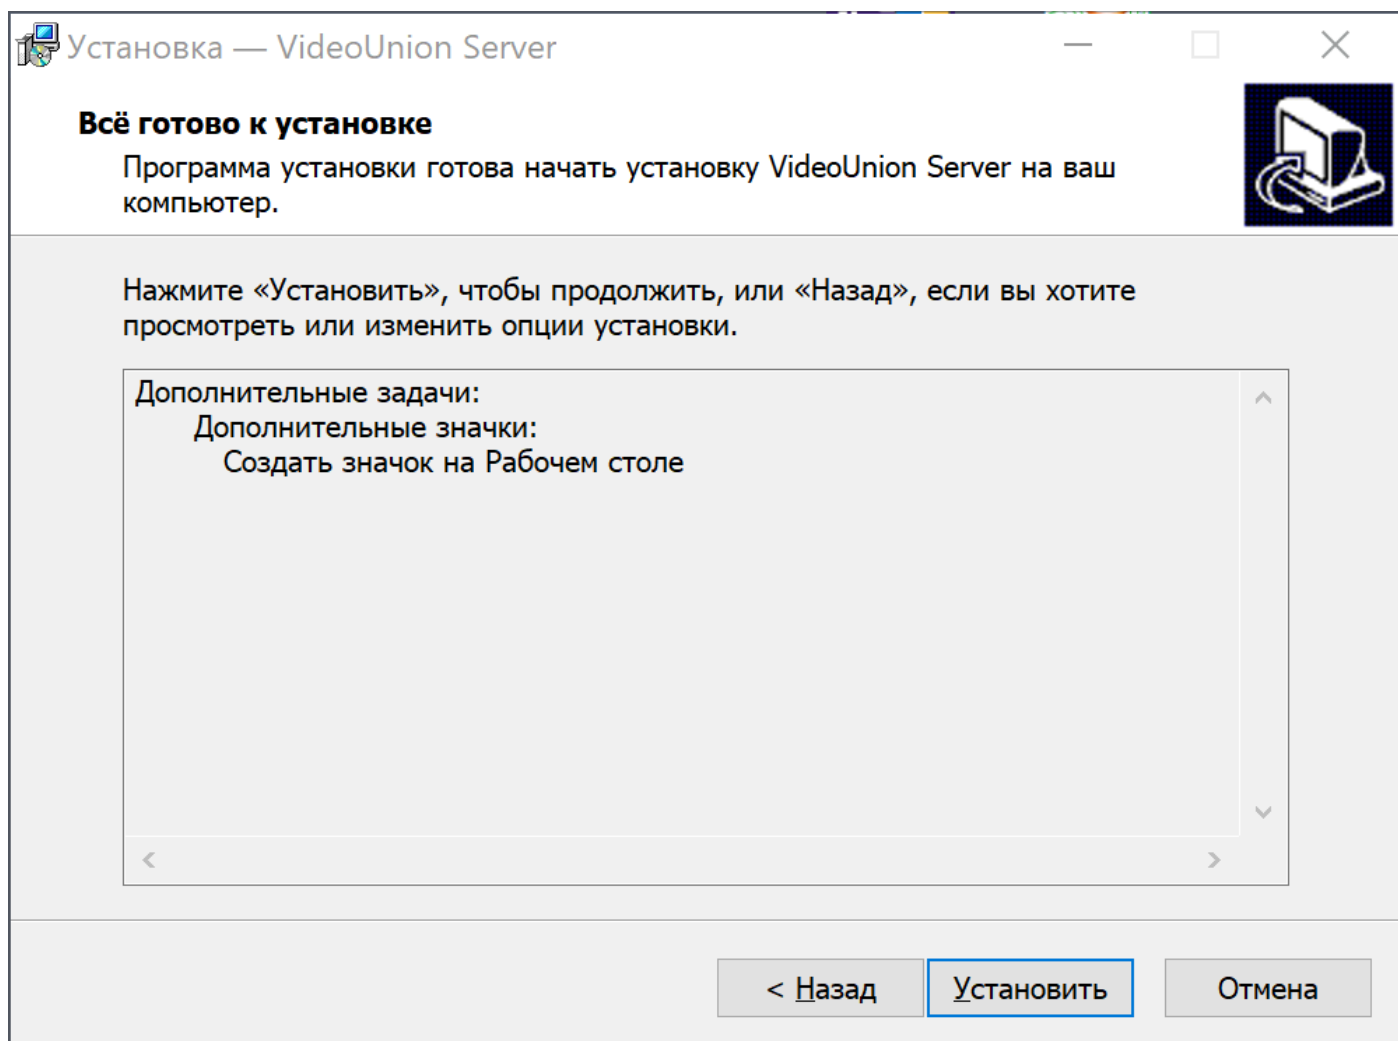 Установка — VideoUnion Server
Всё готово к установке
Программа установки готова начать установку VideoUnion Server на ваш
компьютер.
Нажмите «Установить», чтобы продолжить, или «Назад», если вы хотите
просмотреть или изменить опции установки.
Дополнительные задачи:
Дополнительные значки:
Создать значок на Рабочем столе
< Назад
Установить
Отмена